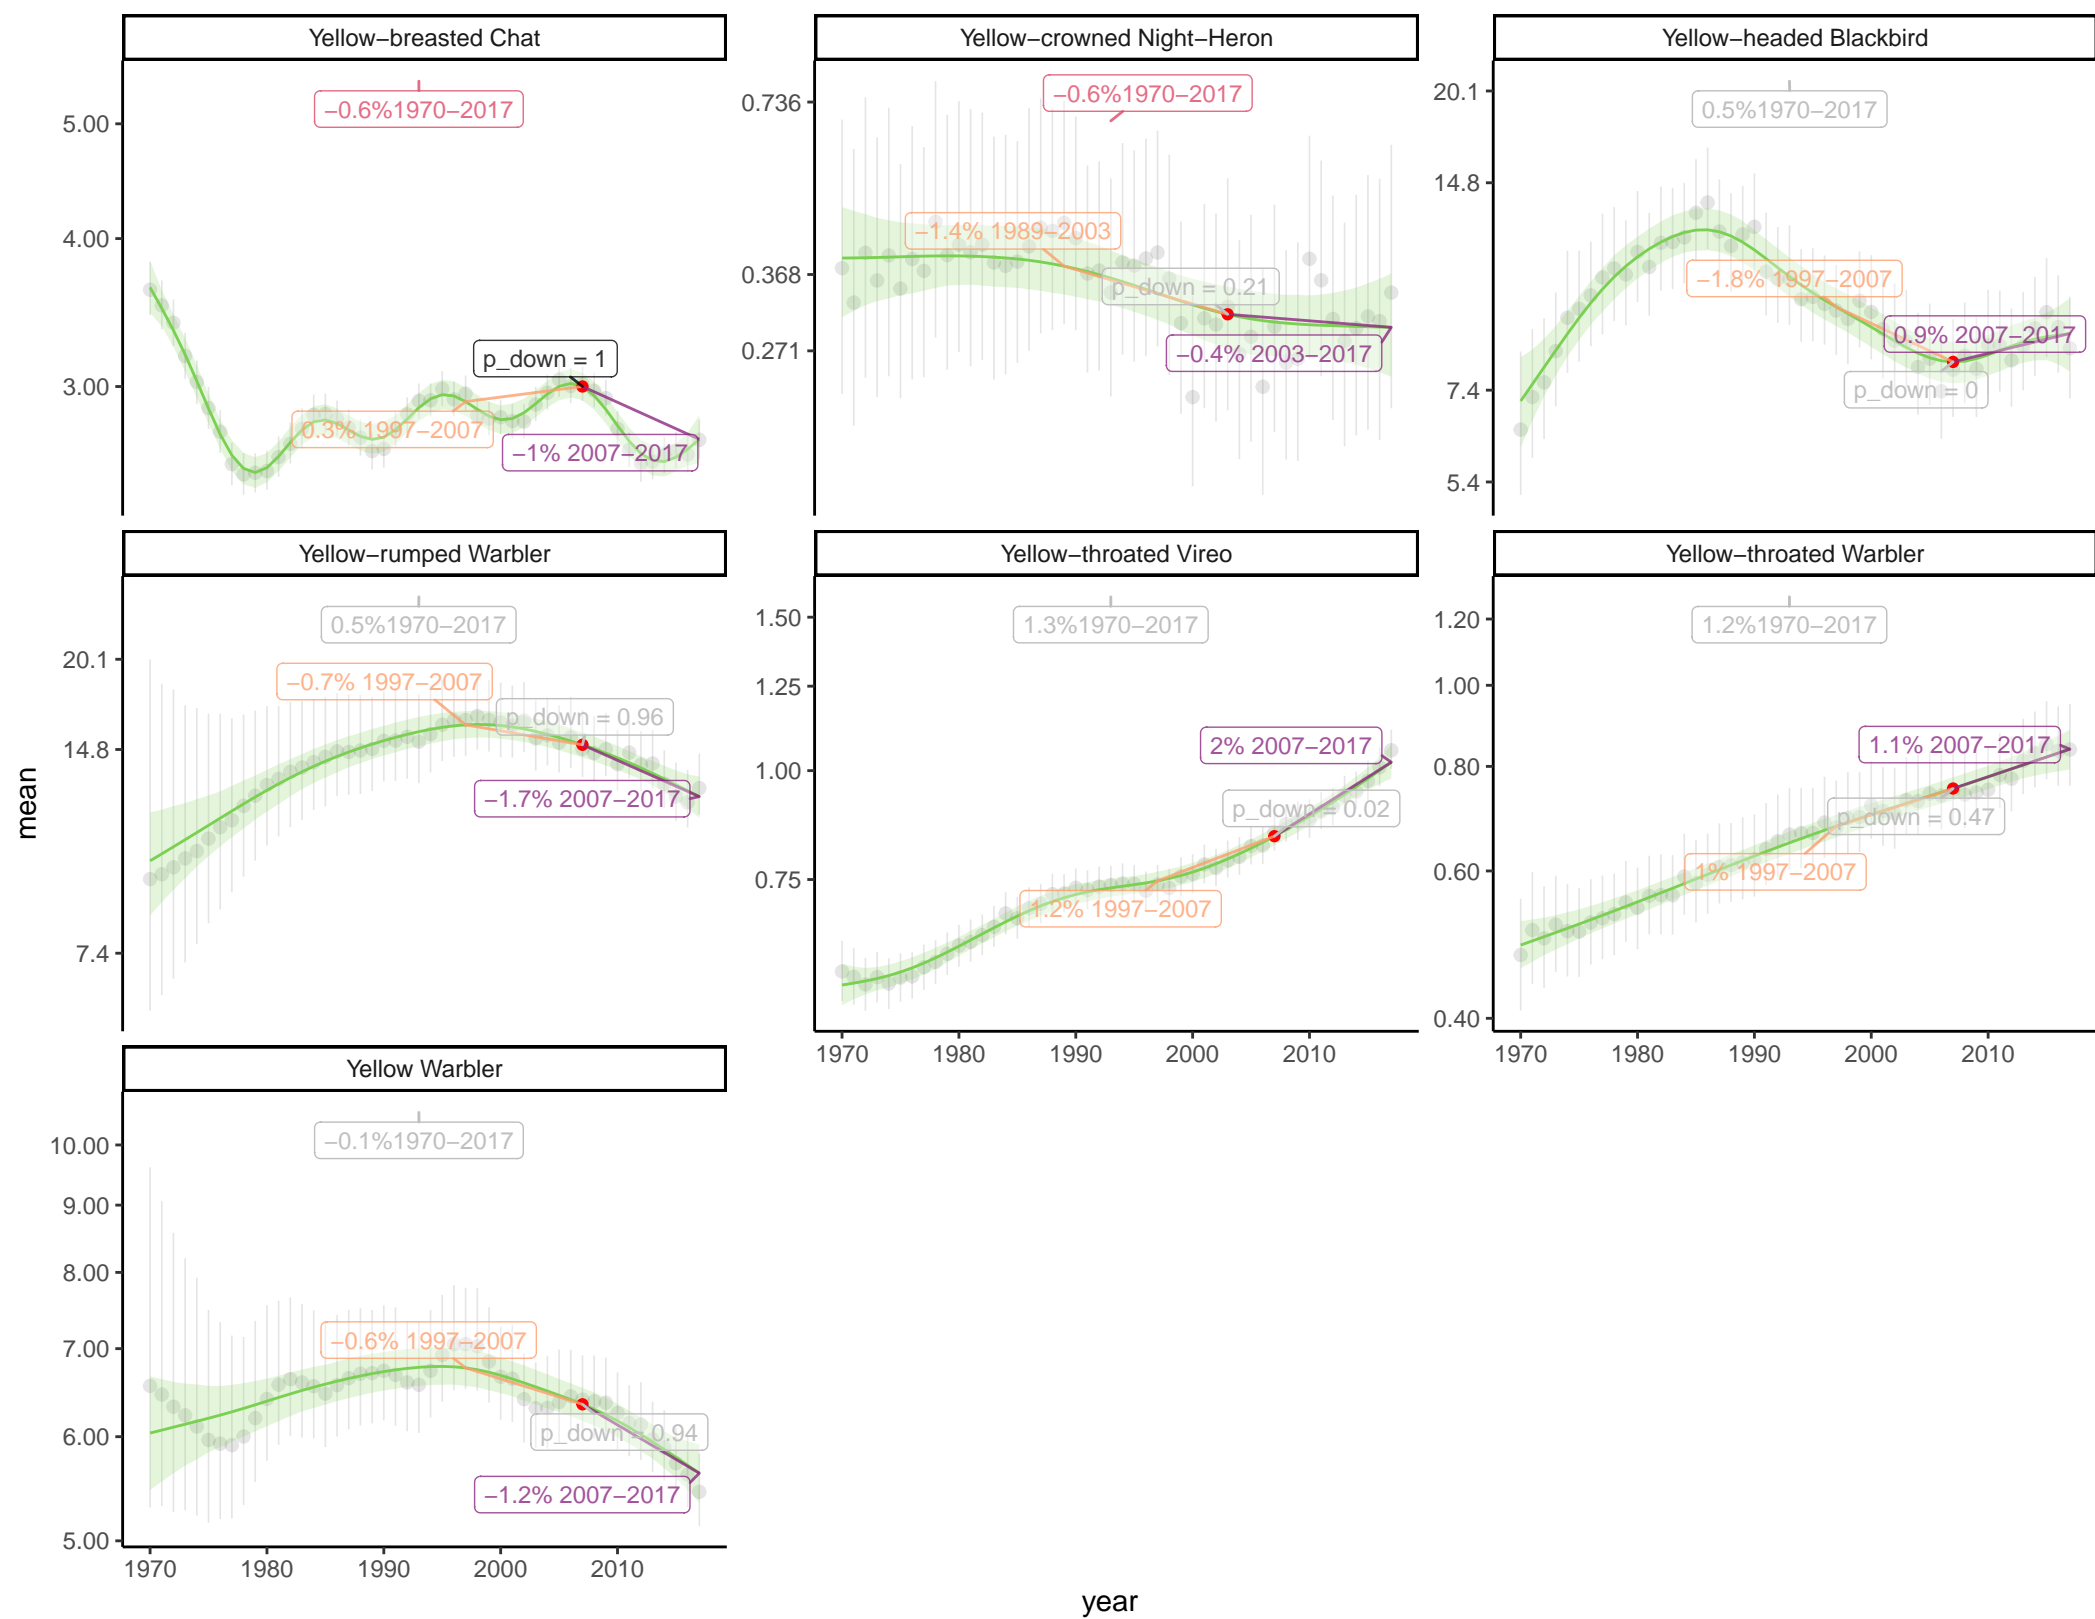 Yellow−breasted Chat
Yellow−crowned Night−Heron
Yellow−headed Blackbird
5.00
4.00
3.00
−0.6%1970−2017
p_down = 1
0.3% 1997−2007
−1% 2007−2017
0.736
0.368
0.271
−0.6%1970−2017
−1.4% 1989−2003
p_down = 0.21
−0.4% 2003−2017
20.1
14.8
7.4
5.4
0.5%1970−2017
−1.8% 1997−2007
0.9% 2007−2017
p_down = 0
Yellow−rumped Warbler
Yellow−throated Vireo
Yellow−throated Warbler
20.1
14.8
7.4
0.5%1970−2017
−0.7% 1997−2007
p_down = 0.96
−1.7% 2007−2017
1.50
1.25
1.00
0.75
1.3%1970−2017
2% 2007−2017
p_down = 0.02
1.2% 1997−2007
1970 1980 1990 2000 2010
1.20
1.00
0.80
0.60
0.40
1.2%1970−2017
1.1% 2007−2017
p_down = 0.47
1% 1997−2007
1970 1980 1990 2000 2010
Yellow Warbler
10.00
9.00
8.00
7.00
6.00
5.00
−0.1%1970−2017
−0.6% 1997−2007
p_down = 0.94
−1.2% 2007−2017
1970 1980 1990 2000 2010
mean
year